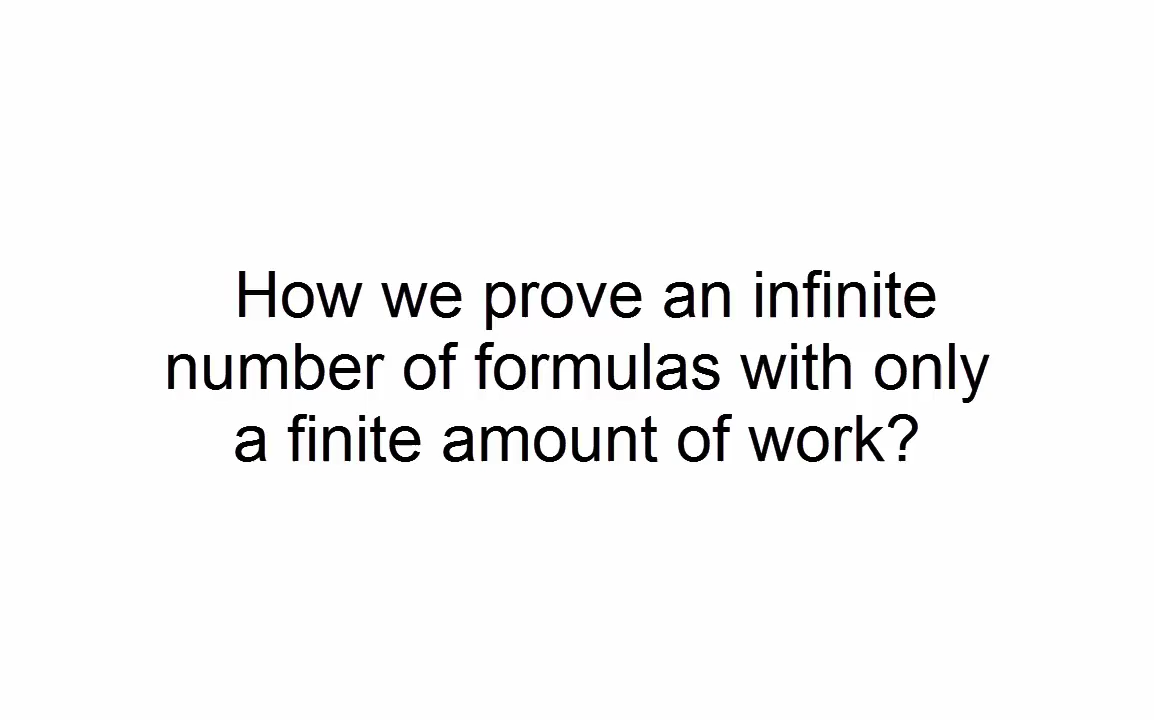 How we prove an infinite
number of formulas with only
a finite amount of work?